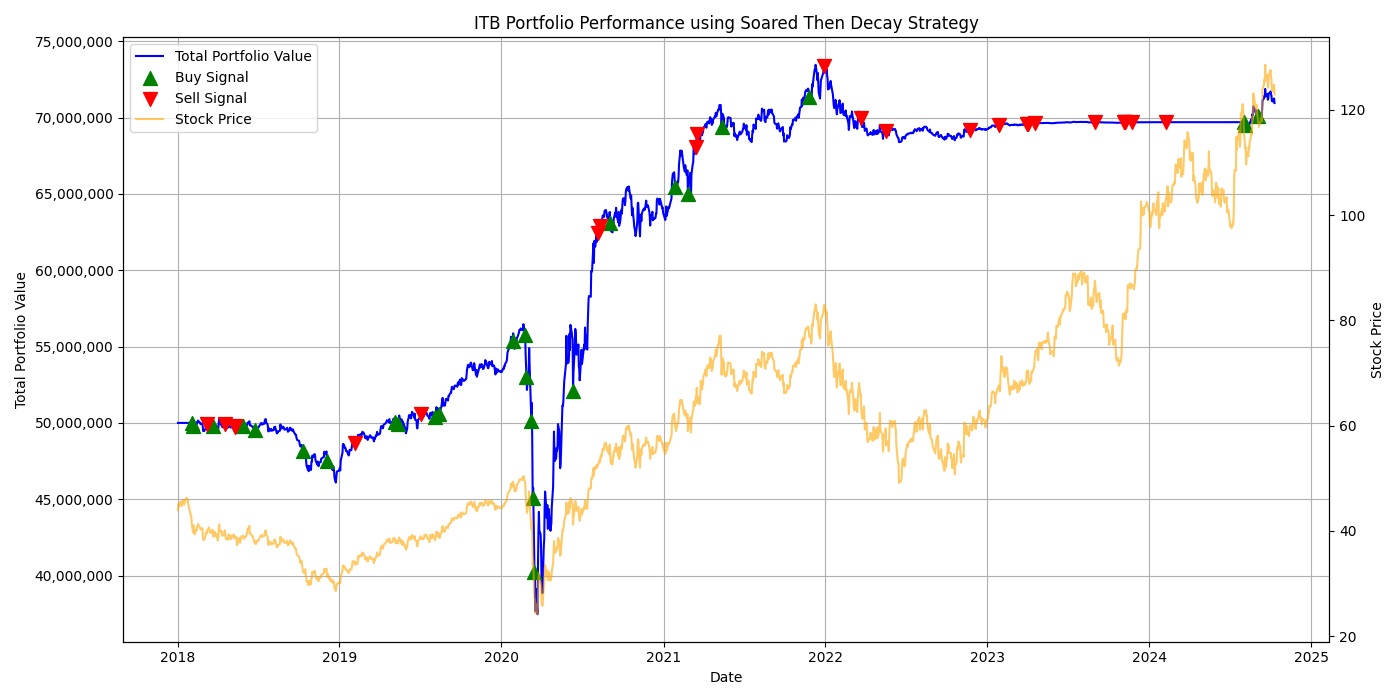 ITB Portfolio Performance using Soared Then Decay Strategy
Total Portfolio Value
Buy Signal
Sell Signal
Stock Price
75,000,000
70,000,000
65,000,000
60,000,000
55,000,000
50,000,000
45,000,000
40,000,000
Total Portfolio Value
120
100
80
60
40
20
Stock Price
2018 2019 2020 2021 2022 2023 2024 2025
Date